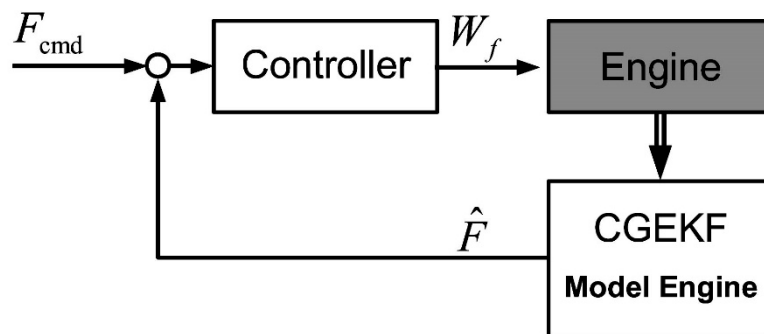 F_cmd
Controller
W_f
Engine
F̂
CGEKF
Model Engine